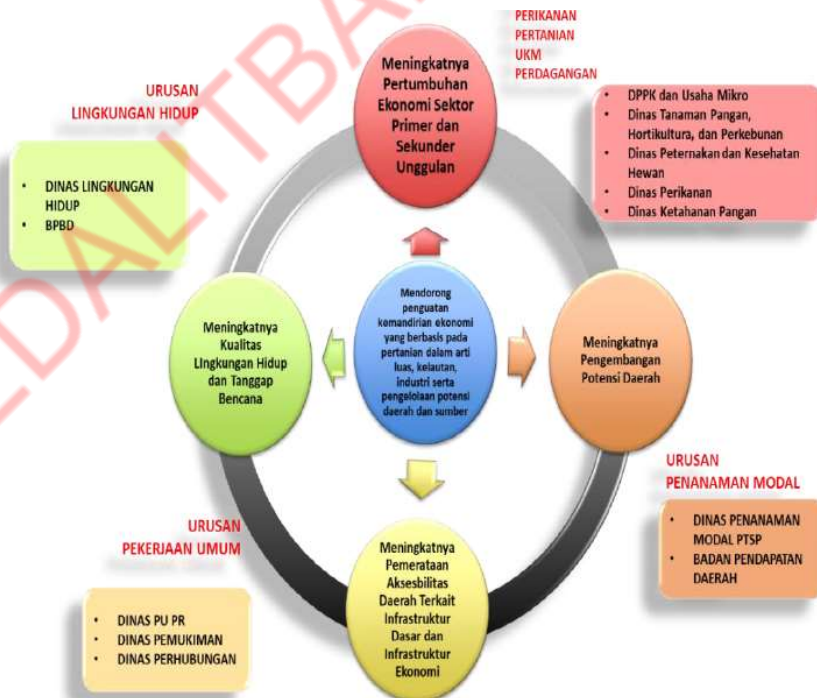 PERIKANAN
PERTANIAN
UKM
PERDAGANGAN
Meningkatnya
Pertumbuhan
Ekonomi Sektor
Primer dan
Sekunder
Unggulan
URUSAN
LINGKUNGAN HIDUP
• DPPK dan Usaha Mikro
• Dinas Tanaman Pangan,
Hortikultura, dan Perkebunan
• Dinas Peternakan dan Kesehatan
Hewan
• Dinas Perikanan
• Dinas Ketahanan Pangan
• DINAS LINGKUNGAN
HIDUP
• BPBD
Meningkatnya
Kualitas
Lingkungan Hidup
dan Tanggap
Bencana
Mendorong
penguatan
kemandirian ekonomi
yang berbasis pada
pertanian dalam arti
luas, kelautan,
industri serta
pengelolaan potensi
daerah dan sumber
Meningkatnya
Pengembangan
Potensi Daerah
URUSAN
PENANAMAN MODAL
• DINAS PENANAMAN
MODAL PTSP
• BADAN PENDAPATAN
DAERAH
URUSAN
PEKERJAAN UMUM
• DINAS PU PR
• DINAS PEMUKIMAN
• DINAS PERHUBUNGAN
Meningkatnya
Pemerataan
Aksesbilitas
Daerah Terkait
Infrastruktur
Dasar dan
Infrastruktur
Ekonomi
EDALITBA